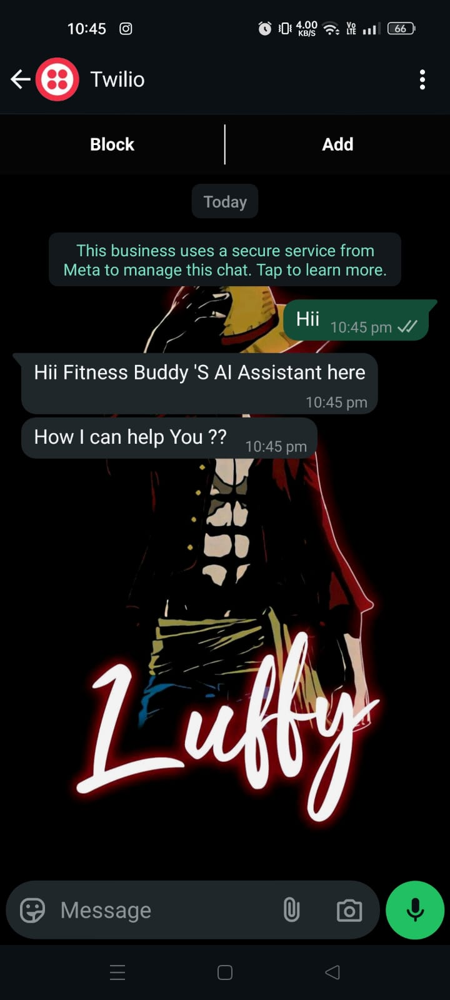 10:45
4.00
KB/S
Vo
LTE
66
Twilio
Block
Add
Today
This business uses a secure service from
Meta to manage this chat. Tap to learn more.
Hii
10:45 pm
Hii Fitness Buddy 'S AI Assistant here
10:45 pm
How I can help You ??
10:45 pm
Luffy
Message